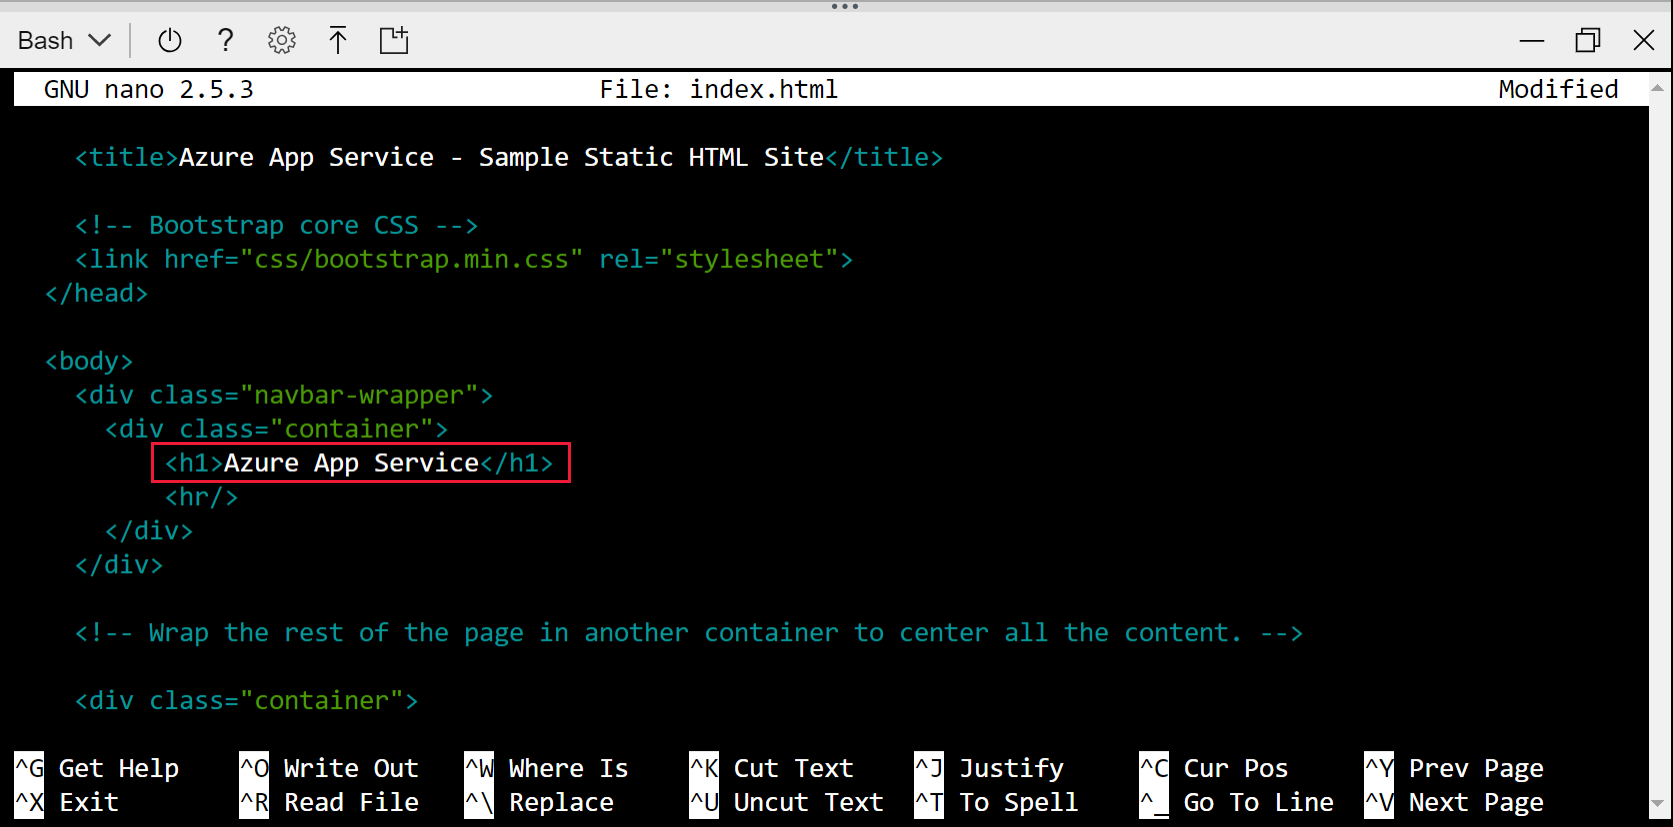 Bash
GNU nano 2.5.3 File: index.html Modified
<title>Azure App Service - Sample Static HTML Site</title>
<!-- Bootstrap core CSS -->
<link href="css/bootstrap.min.css" rel="stylesheet">
</head>
<body>
<div class="navbar-wrapper">
<div class="container">
<h1>Azure App Service</h1>
<hr/>
</div>
</div>
<!-- Wrap the rest of the page in another container to center all the content. -->
<div class="container">
^G Get Help ^O Write Out ^W Where Is ^K Cut Text ^J Justify ^C Cur Pos ^Y Prev Page
^X Exit ^R Read File ^\ Replace ^U Uncut Text ^T To Spell ^_ Go To Line ^V Next Page